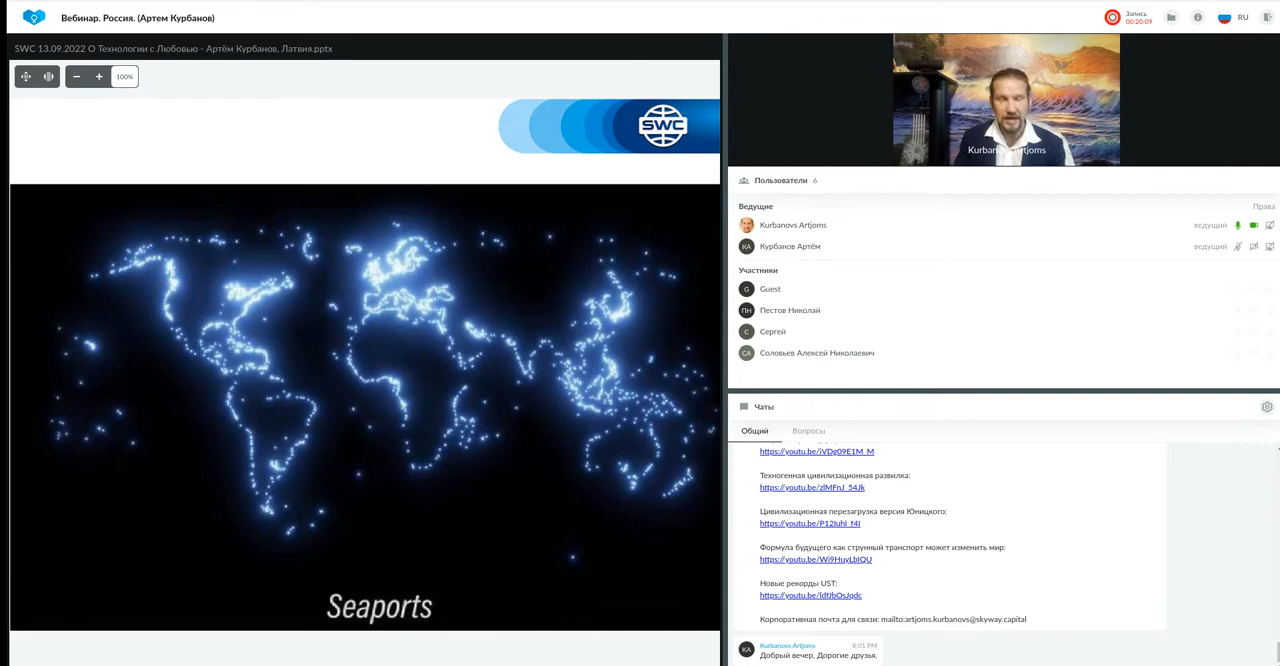 Вебинар. Россия. (Артем Курбанов)
Запись
00:20:09
RU
SWC 13.09.2022 О Технологии с Любовью - Артём Курбанов, Латвия.pptx
100%
SWC
Seaports
Kurbanovs Artjoms
Пользователи 6
Ведущие
Права
Kurbanovs Artjoms
ведущий
КА
Курбанов Артём
ведущий
Участники
G
Guest
ПН
Пестов Николай
С
Сергей
СА
Соловьев Алексей Николаевич
Чаты
Общий
Вопросы
https://youtu.be/iVDg09E1M_M
Техногенная цивилизационная развилка:
https://youtu.be/zlMFnJ_54Jk
Цивилизационная перезагрузка версия Юницкого:
https://youtu.be/P12Iuhl_f4I
Формула будущего как струнный транспорт может изменить мир:
https://youtu.be/Wi9HuyLbIQU
Новые рекорды UST:
https://youtu.be/ldfJbOsJqdc
Корпоративная почта для связи: mailto:artjoms.kurbanovs@skyway.capital
KA
Kurbanovs Artjoms
8:01 PM
Добрый вечер, Дорогие друзья.